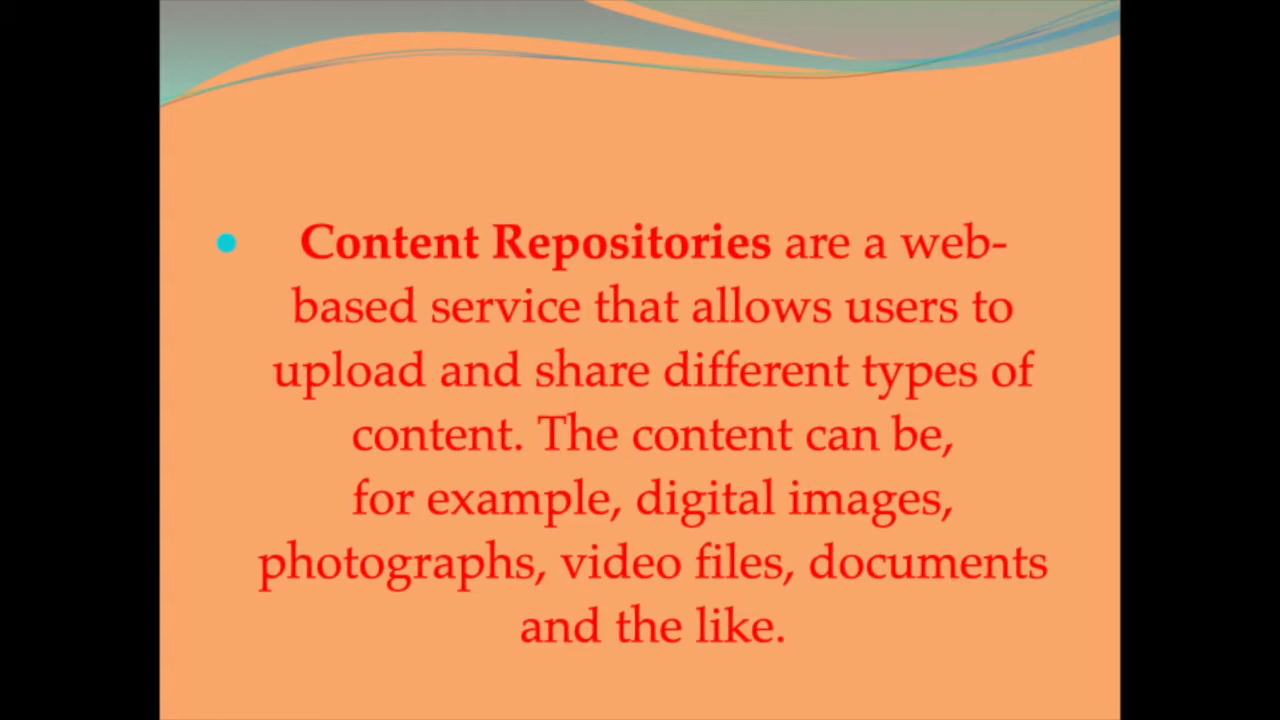 • Content Repositories are a web-
based service that allows users to
upload and share different types of
content. The content can be,
for example, digital images,
photographs, video files, documents
and the like.